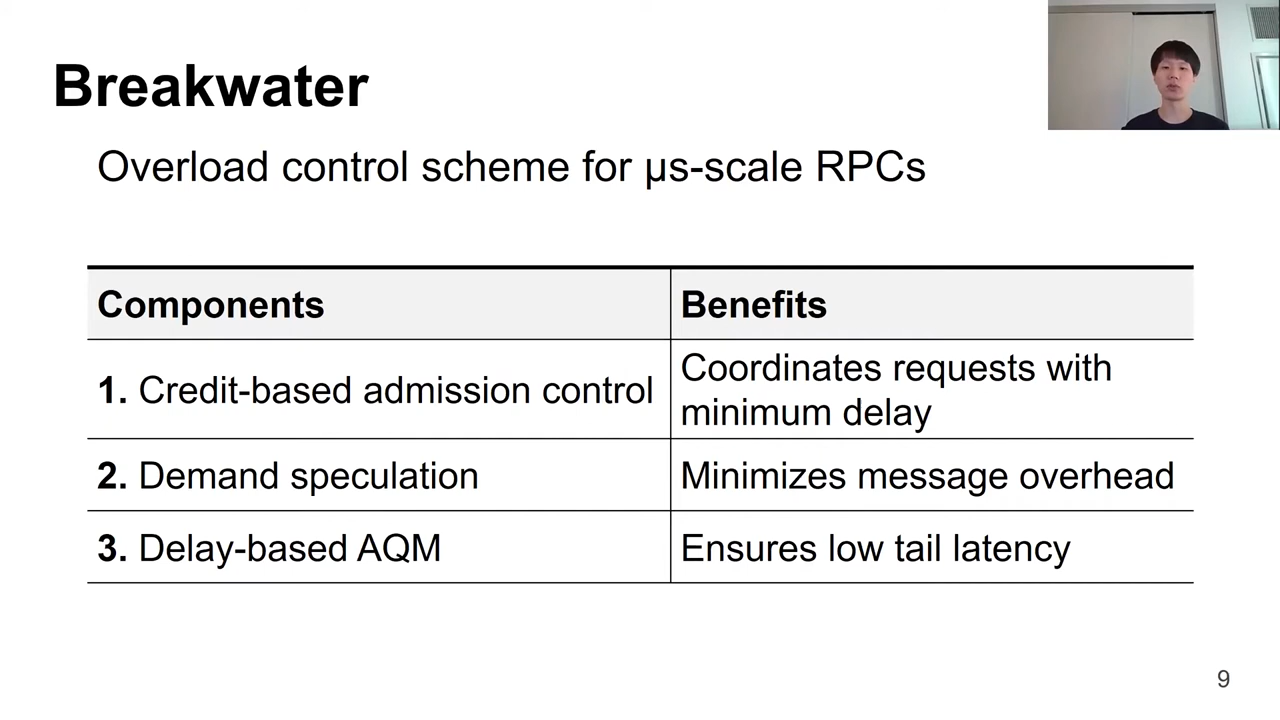 Breakwater
Overload control scheme for µs-scale RPCs
Components
Benefits
1. Credit-based admission control
Coordinates requests with
minimum delay
2. Demand speculation
Minimizes message overhead
3. Delay-based AQM
Ensures low tail latency
9